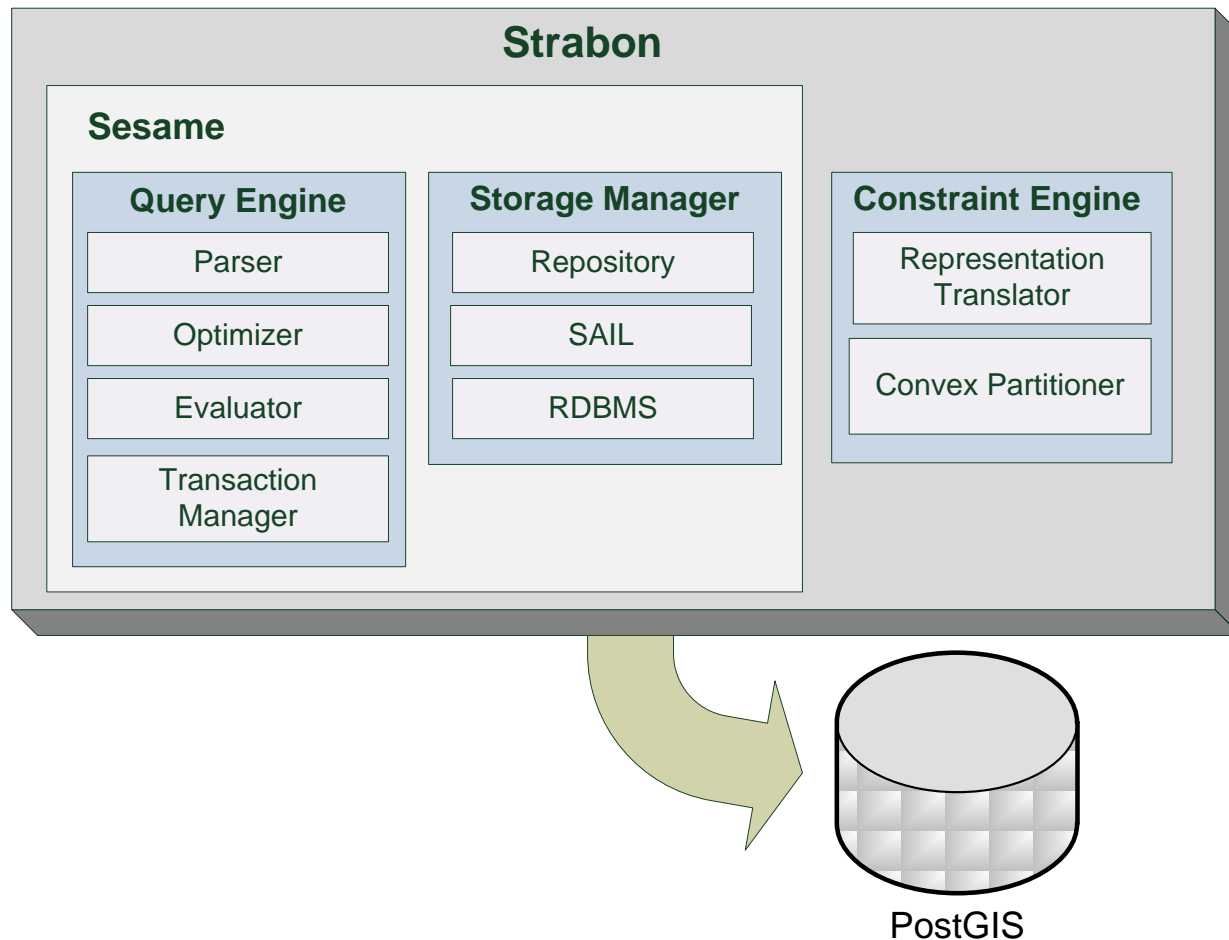 Strabon
Sesame
Query Engine
Parser
Optimizer
Evaluator
Transaction
Manager
Storage Manager
Repository
SAIL
RDBMS
Constraint Engine
Representation
Translator
Convex Partitioner
PostGIS